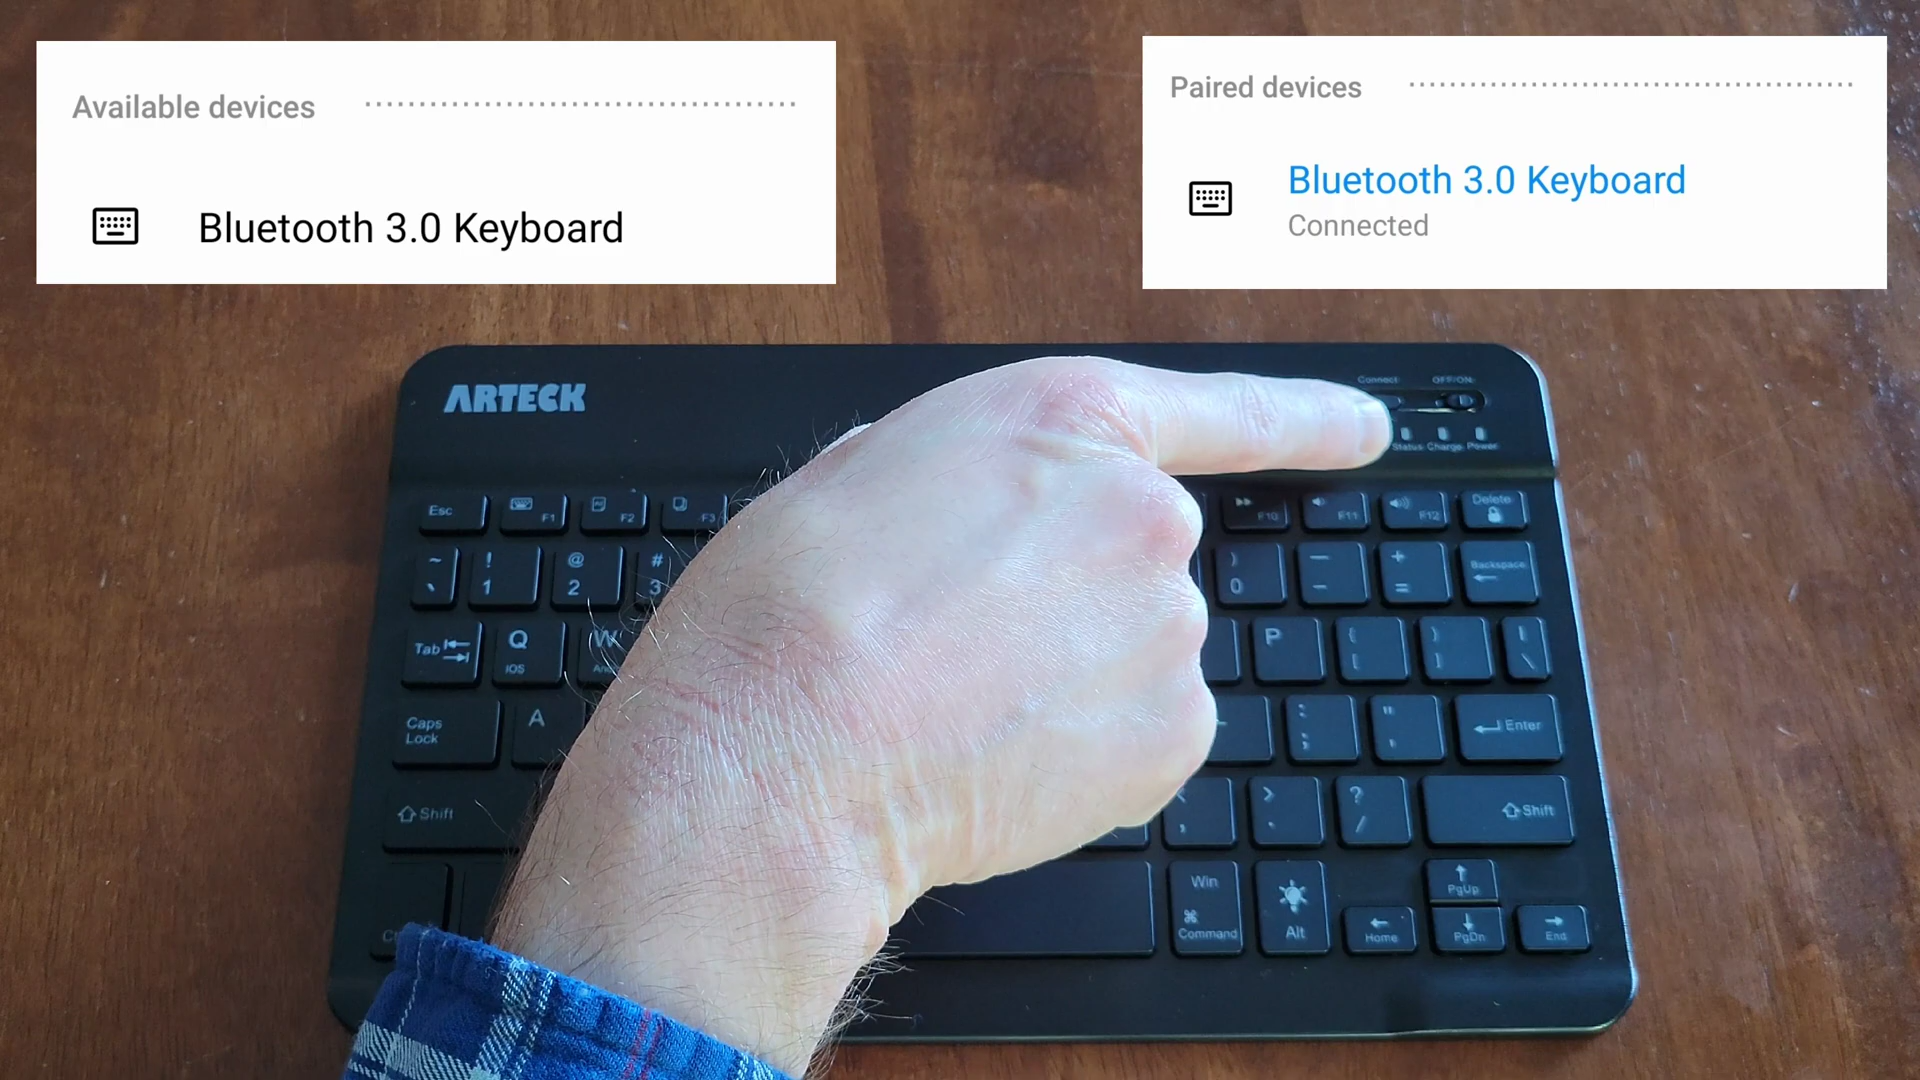 Available devices
Bluetooth 3.0 Keyboard
Paired devices
Bluetooth 3.0 Keyboard
Connected
ARTECK
Connect OFF/ON
Status Charge Power
Esc F1 F2 F3 F10 F11 F12 Delete
~ ` ! 1 @ 2 # 3 ) 0 — - + = Backspace
Tab Q IOS W P { [ } ] | \
Caps Lock A : ; " ' Enter
Shift < , > . ? / Shift
Win Command Alt Home PgUp PgDn End